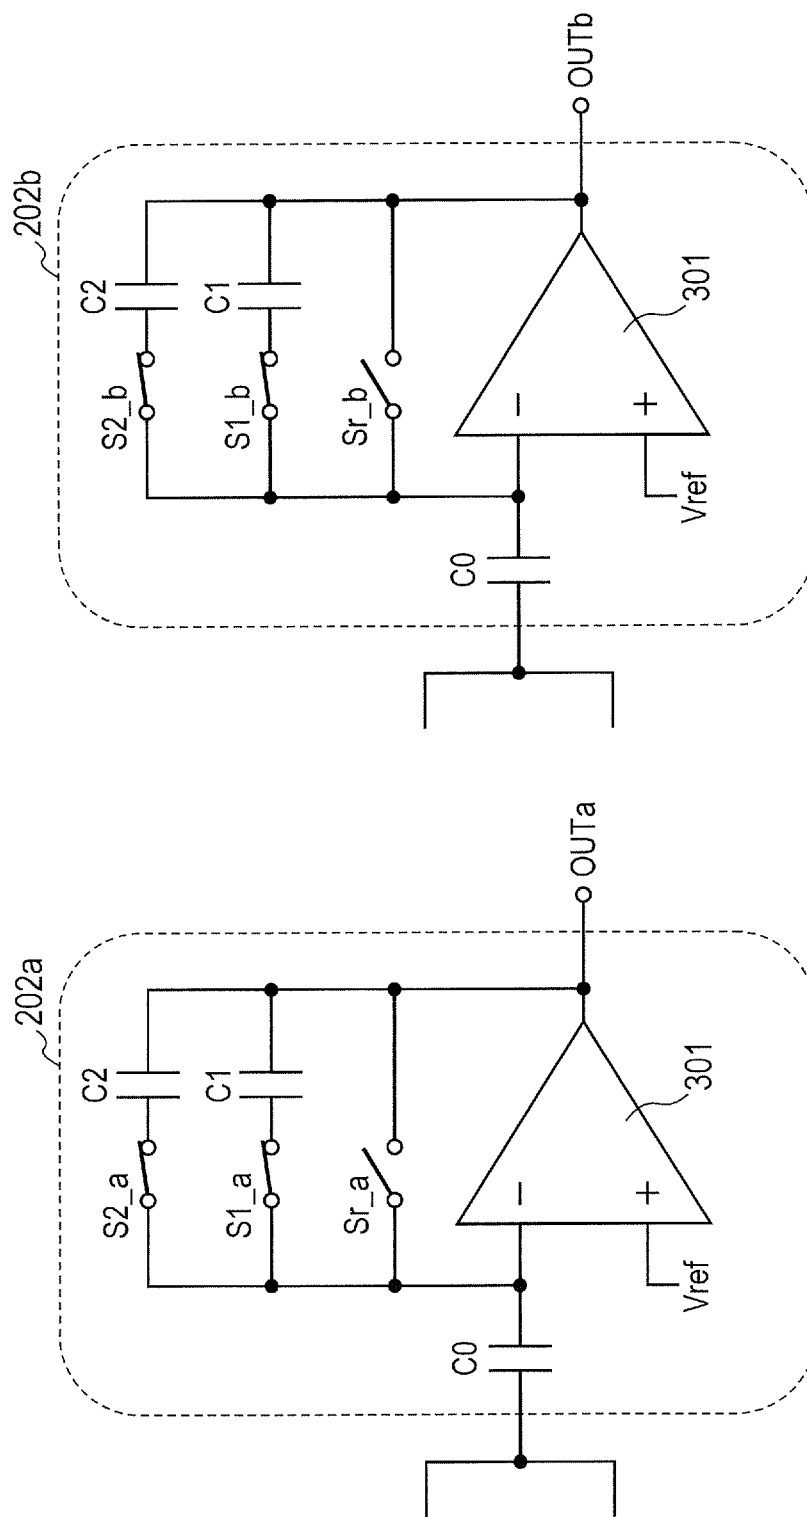 202a
C2
S2_a
C1
S1_a
Sr_a
C0
−
+
Vref
301
OUTa
202b
C2
S2_b
C1
S1_b
Sr_b
C0
−
+
Vref
301
OUTb